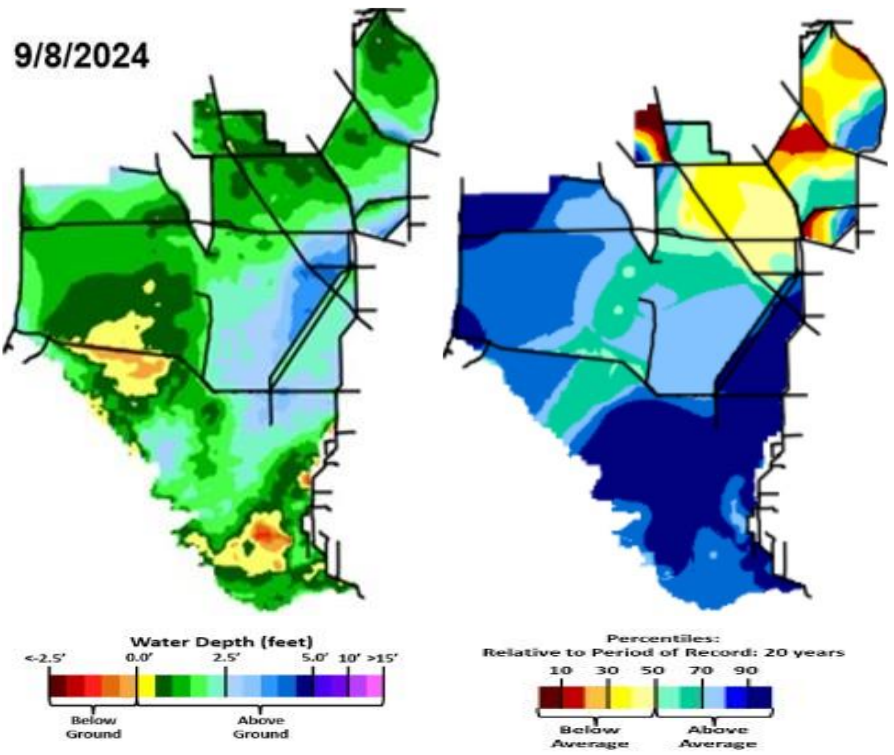 9/8/2024
Water Depth (feet)
<-2.5' 0.0' 2.5' 5.0' 10' >15'
Below Ground
Above Ground
Percentiles:
Relative to Period of Record: 20 years
10 30 50 70 90
Below Average
Above Average